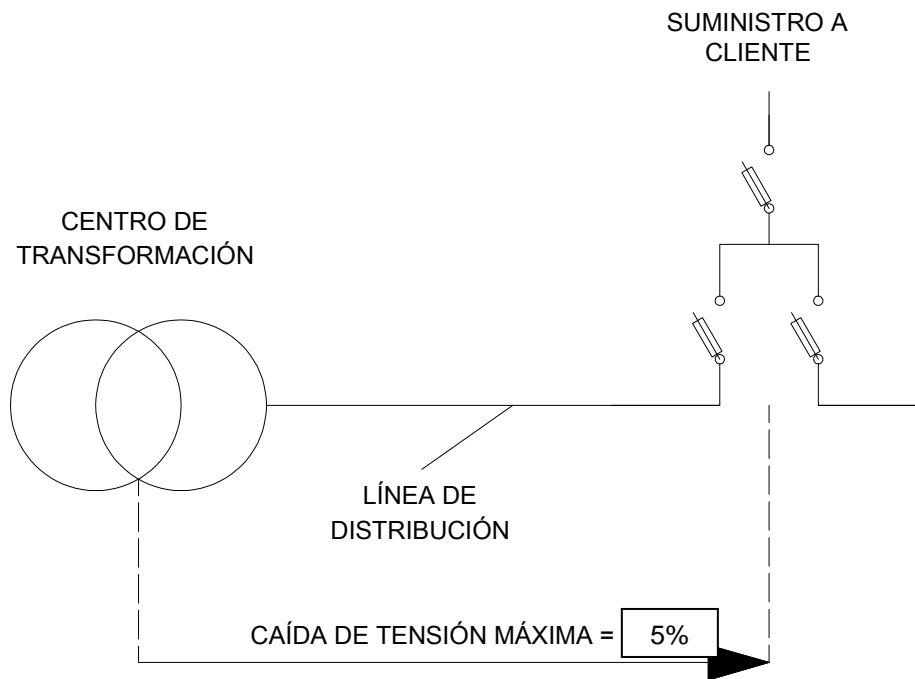 SUMINISTRO A
CLIENTE
CENTRO DE
TRANSFORMACIÓN
LÍNEA DE
DISTRIBUCIÓN
CAÍDA DE TENSIÓN MÁXIMA = 5%